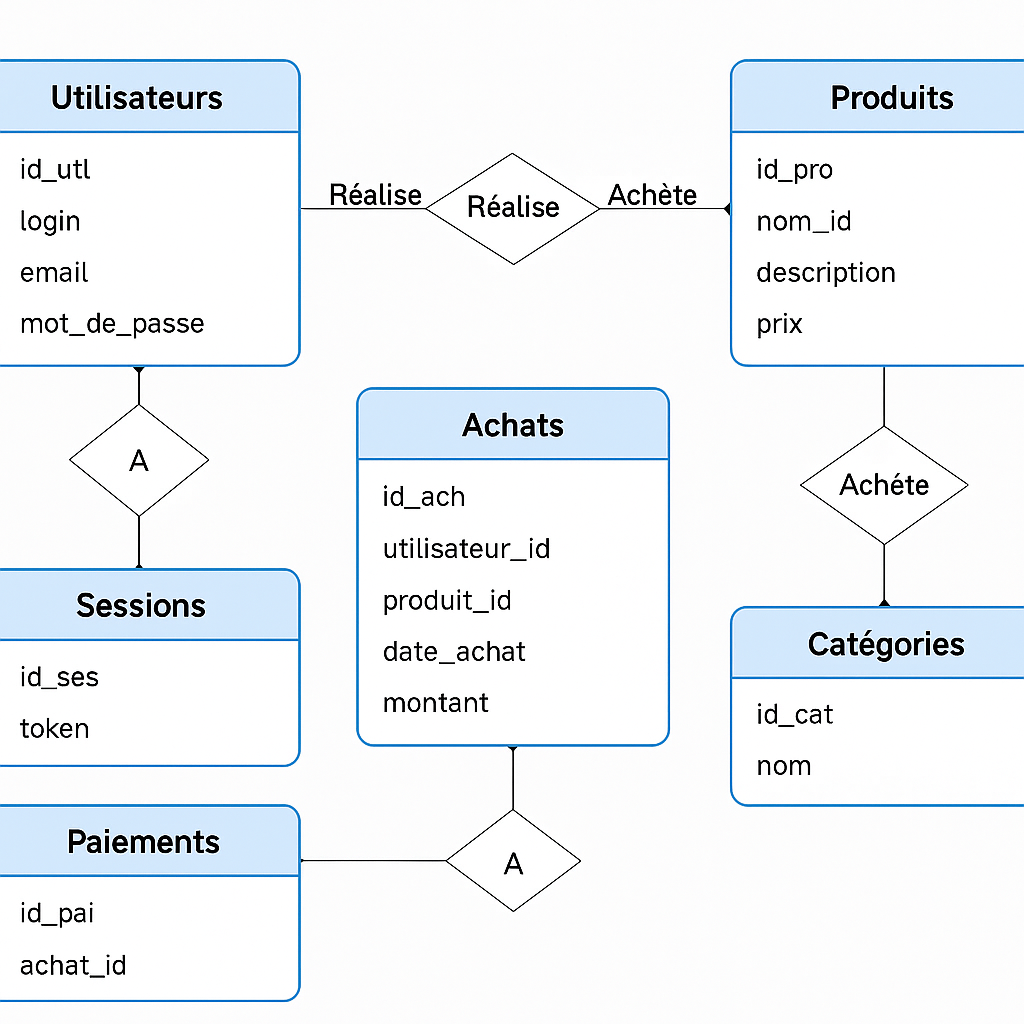 Utilisateurs
id_utl
login
email
mot_de_passe
Réalise
Réalise
Achète
Produits
id_pro
nom_id
description
prix
A
Achats
id_ach
utilisateur_id
produit_id
date_achat
montant
Achéte
Sessions
id_ses
token
Catégories
id_cat
nom
Paiements
id_pai
achat_id
A